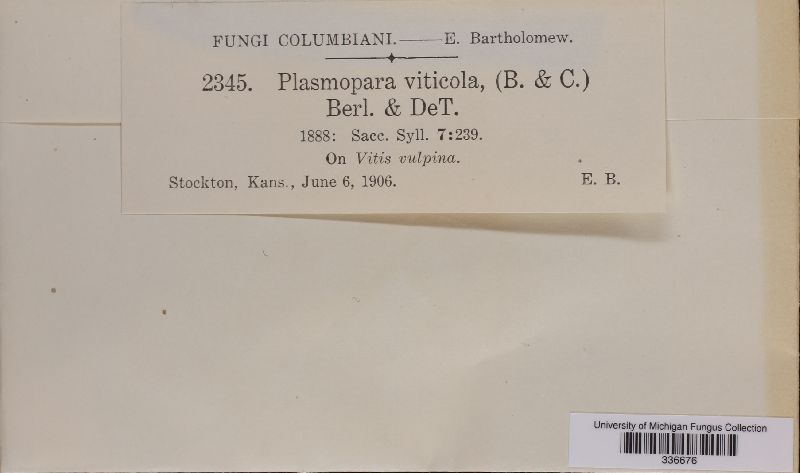 FUNGI COLUMBIANI.——E. Bartholomew.
2345. Plasmopara viticola, (B. & C.)
Berl. & DeT.
1888: Sacc. Syll. 7:239.
On Vitis vulpina.
Stockton, Kans., June 6, 1906. E. B.
University of Michigan Fungus Collection
336676